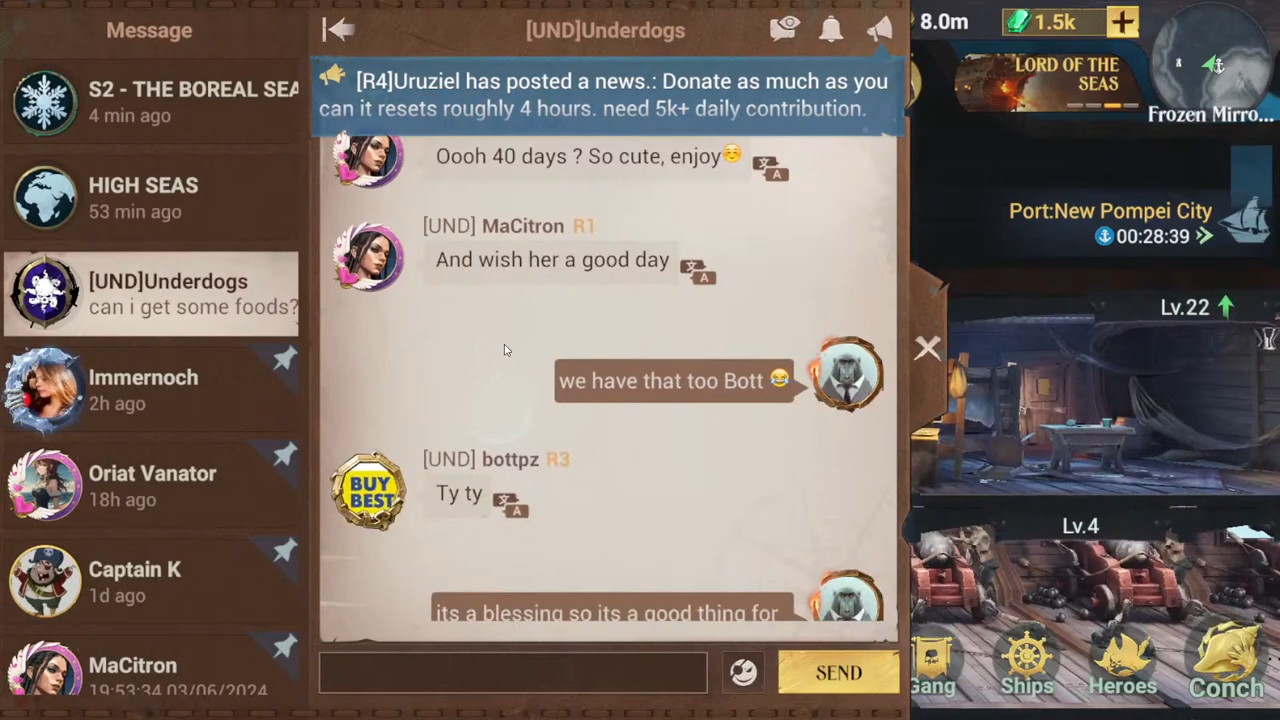 Message
S2 - THE BOREAL SEA
4 min ago
HIGH SEAS
53 min ago
[UND]Underdogs
can i get some foods?
Immernoch
2h ago
Oriat Vanator
18h ago
Captain K
1d ago
MaCitron
19:53:34 03/06/2024
[UND]Underdogs
[R4]Uruziel has posted a news.: Donate as much as you
can it resets roughly 4 hours. need 5k+ daily contribution.
Oooh 40 days ? So cute, enjoy😊
[UND] MaCitron R1
And wish her a good day
we have that too Bott 😂
BUY
BEST
[UND] bottpz R3
Ty ty
its a blessing so its a good thing for
SEND
8.0m
1.5k
LORD OF THE
SEAS
Frozen Mirro...
Port:New Pompei City
00:28:39
Lv.22
Lv.4
Gang
Ships
Heroes
Conch